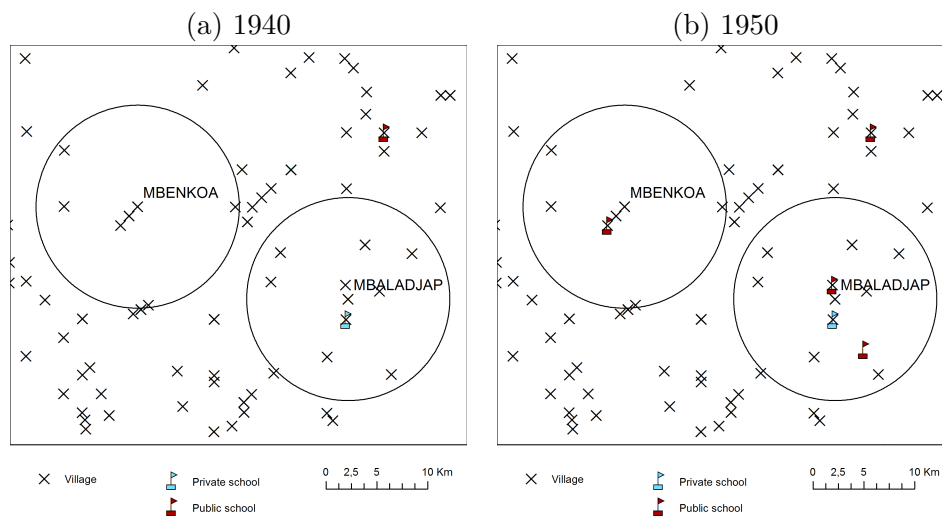 (a) 1940
(b) 1950
MBENKOA
MBALADJAP
MBENKOA
MBALADJAP
Village
Private school
Public school
0 2,5 5 10 Km
Village
Private school
Public school
0 2,5 5 10 Km